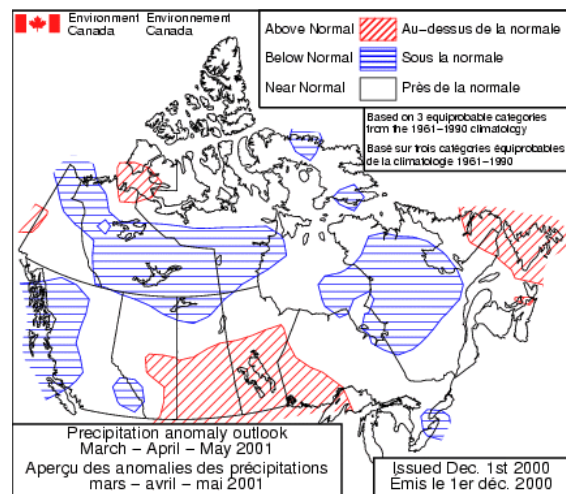 Environment Environnement
Canada Canada
Above Normal Au-dessus de la normale
Below Normal Sous la normale
Near Normal Près de la normale
Based on 3 equiprobable categories
from the 1961-1990 climatology
Basé sur trois catégories équiprobables
de la climatologie 1961-1990
Precipitation anomaly outlook
March - April - May 2001
Aperçu des anomalies des précipitations
mars - avril - mai 2001
Issued Dec. 1st 2000
Émis le 1er déc. 2000